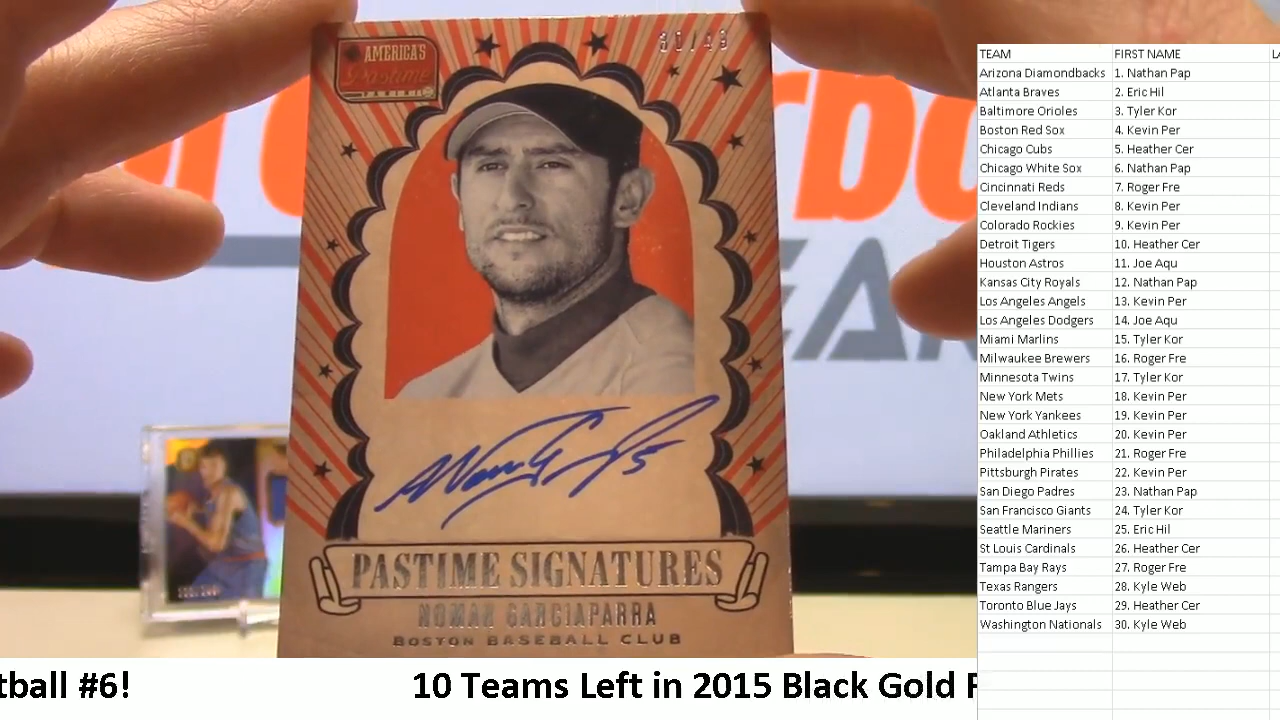 AMERICA'S
Pastime
PANINI
PASTIME SIGNATURES
NOMAR GARCIAPARRA
BOSTON BASEBALL CLUB
TEAM FIRST NAME
Arizona Diamondbacks 1. Nathan Pap
Atlanta Braves 2. Eric Hil
Baltimore Orioles 3. Tyler Kor
Boston Red Sox 4. Kevin Per
Chicago Cubs 5. Heather Cer
Chicago White Sox 6. Nathan Pap
Cincinnati Reds 7. Roger Fre
Cleveland Indians 8. Kevin Per
Colorado Rockies 9. Kevin Per
Detroit Tigers 10. Heather Cer
Houston Astros 11. Joe Aqu
Kansas City Royals 12. Nathan Pap
Los Angeles Angels 13. Kevin Per
Los Angeles Dodgers 14. Joe Aqu
Miami Marlins 15. Tyler Kor
Milwaukee Brewers 16. Roger Fre
Minnesota Twins 17. Tyler Kor
New York Mets 18. Kevin Per
New York Yankees 19. Kevin Per
Oakland Athletics 20. Kevin Per
Philadelphia Phillies 21. Roger Fre
Pittsburgh Pirates 22. Kevin Per
San Diego Padres 23. Nathan Pap
San Francisco Giants 24. Tyler Kor
Seattle Mariners 25. Eric Hil
St Louis Cardinals 26. Heather Cer
Tampa Bay Rays 27. Roger Fre
Texas Rangers 28. Kyle Web
Toronto Blue Jays 29. Heather Cer
Washington Nationals 30. Kyle Web
tball #6! 10 Teams Left in 2015 Black Gold F